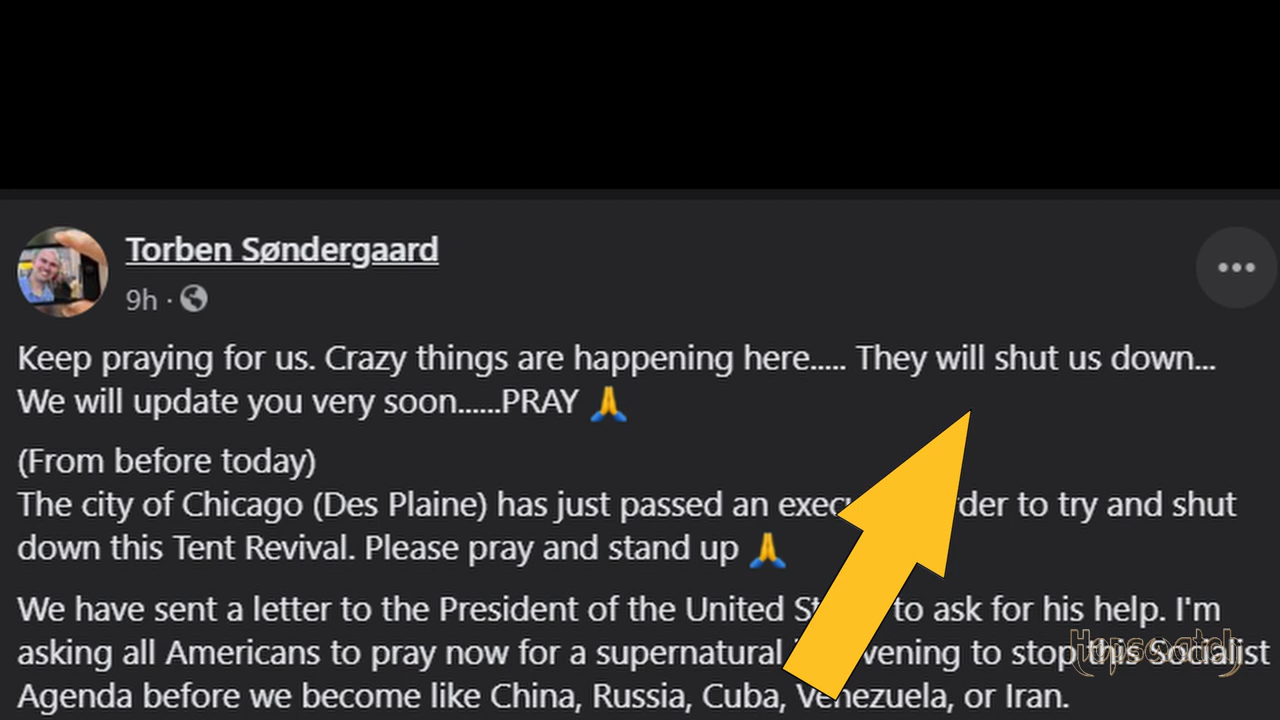 Torben Søndergaard
9h ·
Keep praying for us. Crazy things are happening here..... They will shut us down...
We will update you very soon......PRAY 🙏
(From before today)
The city of Chicago (Des Plaine) has just passed an to try and shut
down this Tent Revival. Please pray and stand up 🙏
We have sent a letter to the President of the United to ask for his help. I'm
asking all Americans to pray now for a supernatural to stop this Socialist
Agenda before we become like China, Russia, Cuba, Venezuela, or Iran.
Hopscotch